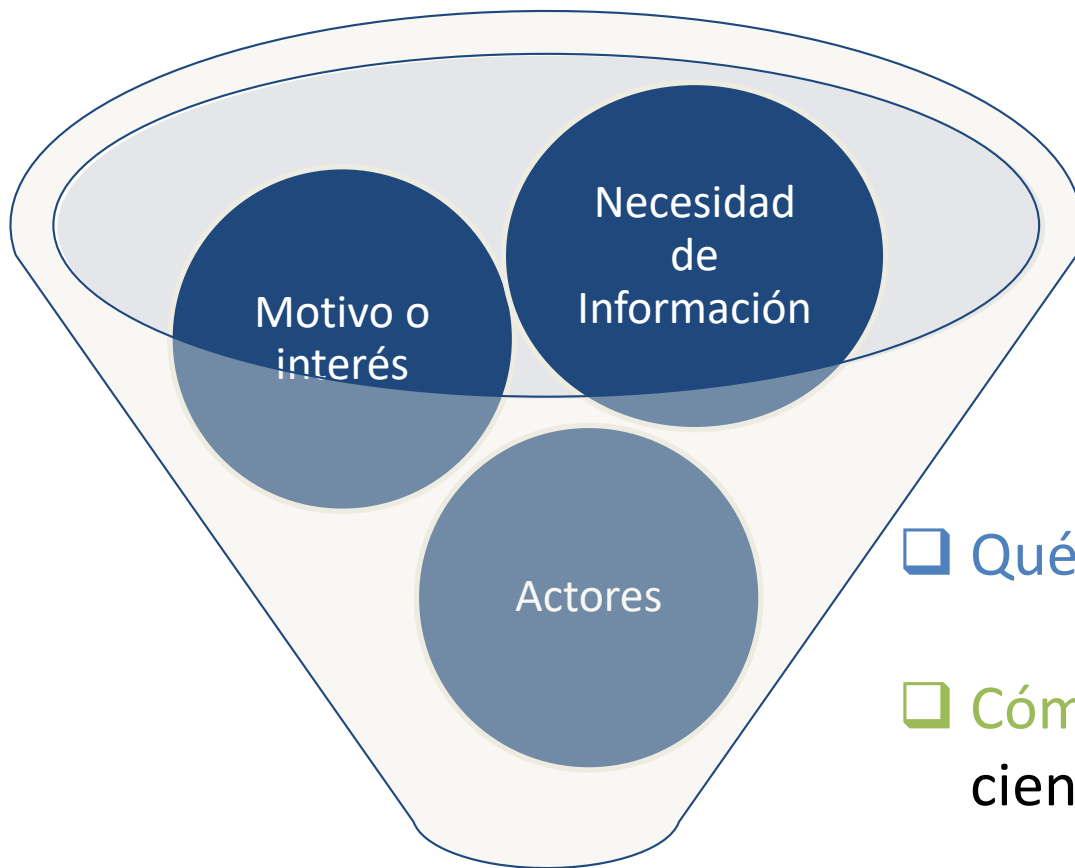 Necesidad
de
Información
Motivo o
interés
Actores
Qué
Cóm
cien